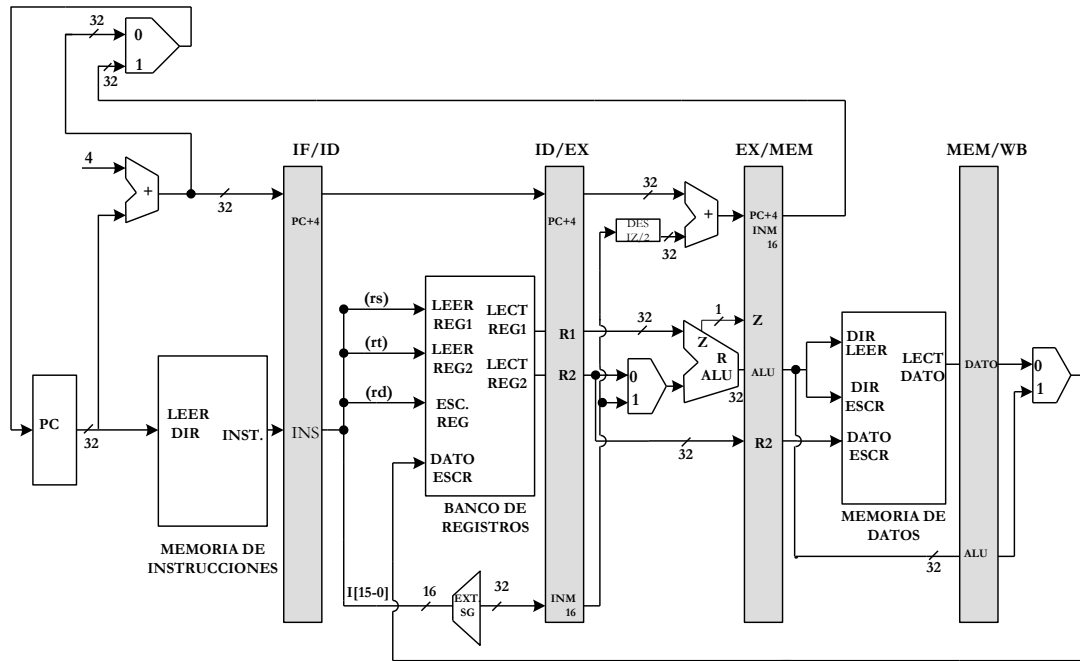 32
0
1
32
IF/ID
ID/EX
EX/MEM
MEM/WB
4
+
32
PC+4
PC+4
32
DES
IZ/2
32
+
PC+4
INM
16
(rs)
(rt)
(rd)
LEER
REG1
LEER
REG2
ESC.
REG
DATO
ESCR
LECT
REG1
LECT
REG2
BANCO DE
REGISTROS
R1
R2
32
0
1
32
1
Z
R
ALU
32
Z
ALU
R2
DIR
LEER
LECT
DATO
DIR
ESCR
DATO
ESCR
MEMORIA DE
DATOS
DATO
0
1
PC
32
LEER
DIR
INST.
MEMORIA DE
INSTRUCCIONES
INS
I[15-0]
16
EXT.
SG
32
INM
16
32
ALU